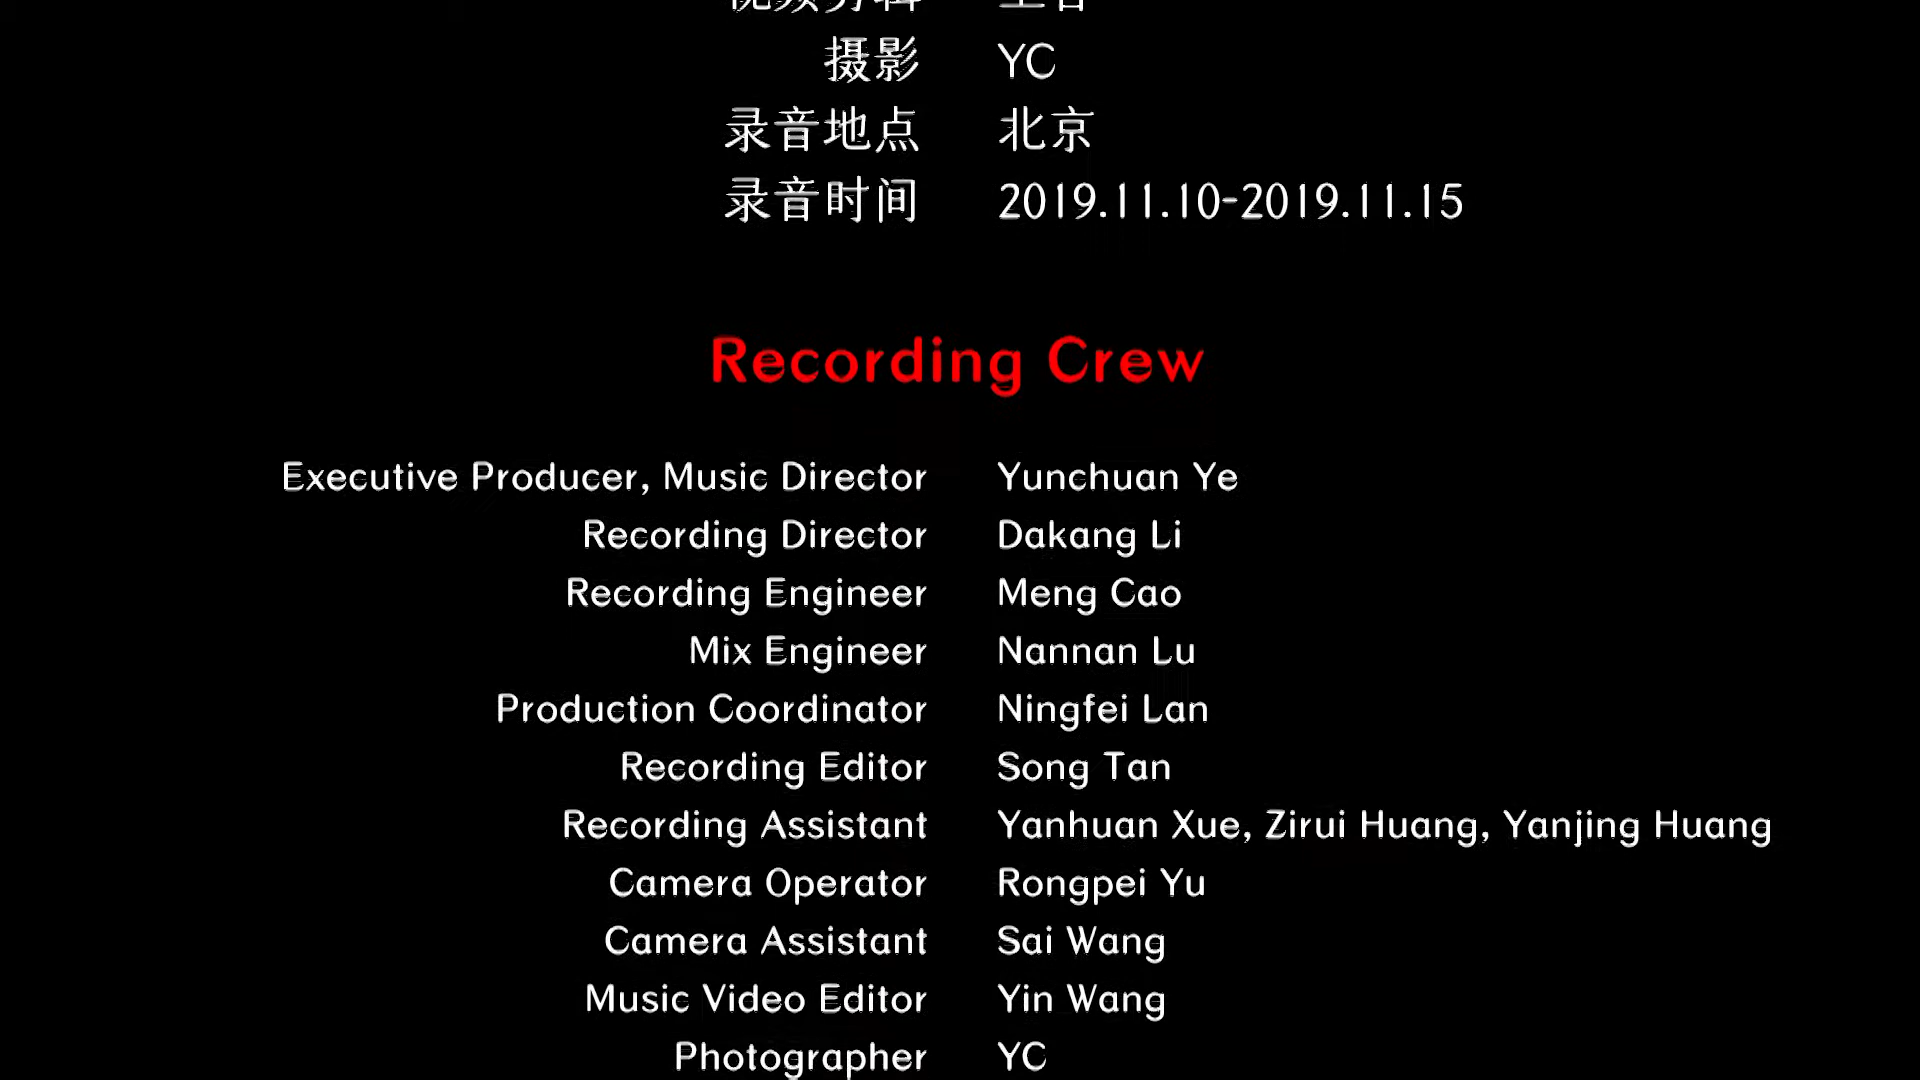 摄影 YC
录音地点 北京
录音时间 2019.11.10-2019.11.15
Recording Crew
Executive Producer, Music Director Yunchuan Ye
Recording Director Dakang Li
Recording Engineer Meng Cao
Mix Engineer Nannan Lu
Production Coordinator Ningfei Lan
Recording Editor Song Tan
Recording Assistant Yanhuan Xue, Zirui Huang, Yanjing Huang
Camera Operator Rongpei Yu
Camera Assistant Sai Wang
Music Video Editor Yin Wang
Photographer YC